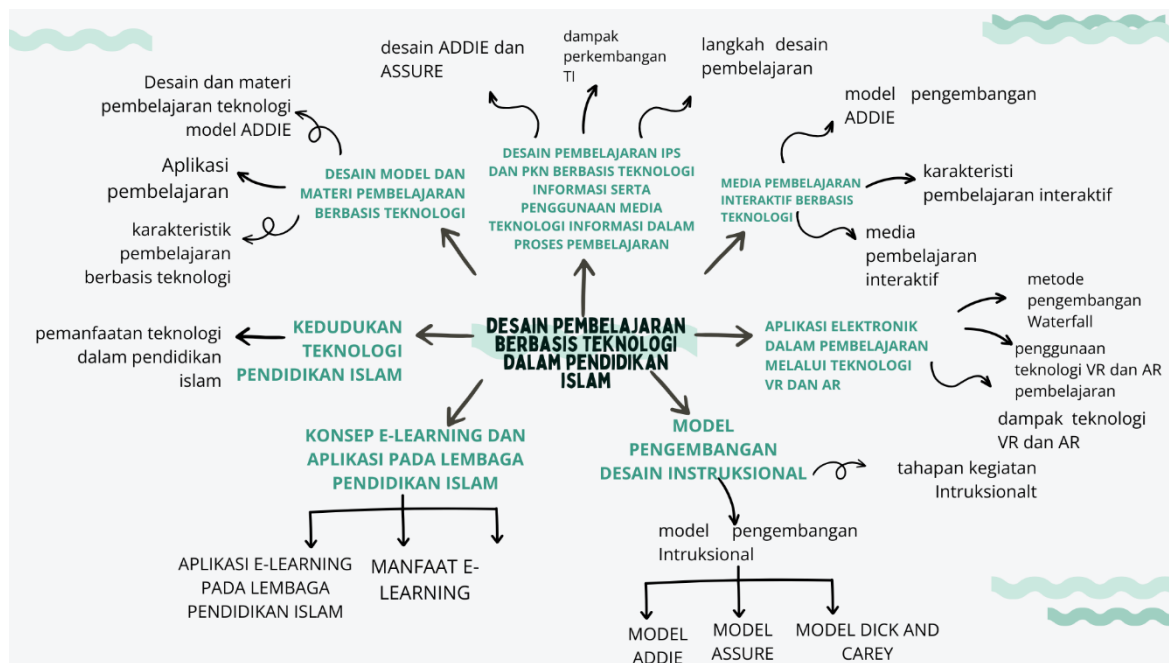 desain ADDIE dan
ASSURE
dampak
perkembangan
TI
langkah desain
pembelajaran
Desain dan materi
pembelajaran teknologi
model ADDIE
Aplikasi
pembelajaran
karakteristik
pembelajaran
berbasis teknologi
DESAIN MODEL DAN
MATERI PEMBELAJARAN
BERBASIS TEKNOLOGI
DESAIN PEMBELAJARAN IPS
DAN PKN BERBASIS TEKNOLOGI
INFORMASI SERTA
PENGGUNAAN MEDIA
TEKNOLOGI INFORMASI DALAM
PROSES PEMBELAJARAN
MEDIA PEMBELAJARAN
INTERAKTIF BERBASIS
TEKNOLOGI
model pengembangan
ADDIE
karakteristi
pembelajaran interaktif
media
pembelajaran
interaktif
pemanfaatan teknologi
dalam pendidikan
islam
KEDUDUKAN
TEKNOLOGI
PENDIDIKAN ISLAM
DESAIN PEMBELAJARAN
BERBASIS TEKNOLOGI
DALAM PENDIDIKAN
ISLAM
APLIKASI ELEKTRONIK
DALAM PEMBELAJARAN
MELALUI TEKNOLOGI
VR DAN AR
metode
pengembangan
Waterfall
penggunaan
teknologi VR dan AR
pembelajaran
dampak teknologi
VR dan AR
KONSEP E-LEARNING DAN
APLIKASI PADA LEMBAGA
PENDIDIKAN ISLAM
APLIKASI E-LEARNING
PADA LEMBAGA
PENDIDIKAN ISLAM
MANFAAT E-
LEARNING
MODEL
PENGEMBANGAN
DESAIN INSTRUKSIONAL
tahapan kegiatan
Intruksionalt
model pengembangan
Intruksional
MODEL
ADDIE
MODEL
ASSURE
MODEL DICK AND
CAREY